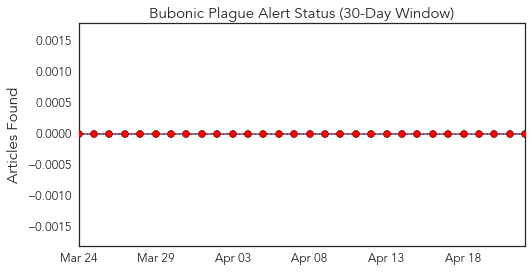 Bubonic Plague Alert Status (30-Day Window)
Articles Found
0.0015
0.0010
0.0005
0.0000
−0.0005
−0.0010
−0.0015
Mar 24
Mar 29
Apr 03
Apr 08
Apr 13
Apr 18